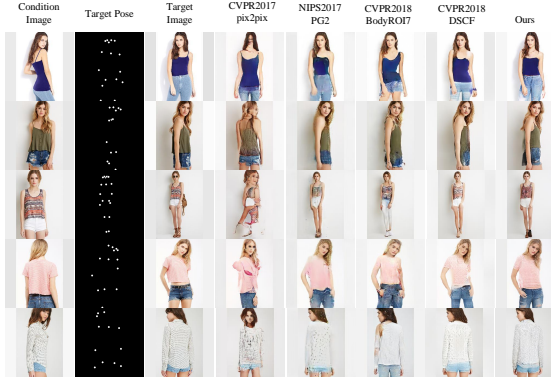 Condition
Image
Target Pose
Target
Image
CVPR2017
pix2pix
NIPS2017
PG2
CVPR2018
BodyROI7
CVPR2018
DSCF
Ours